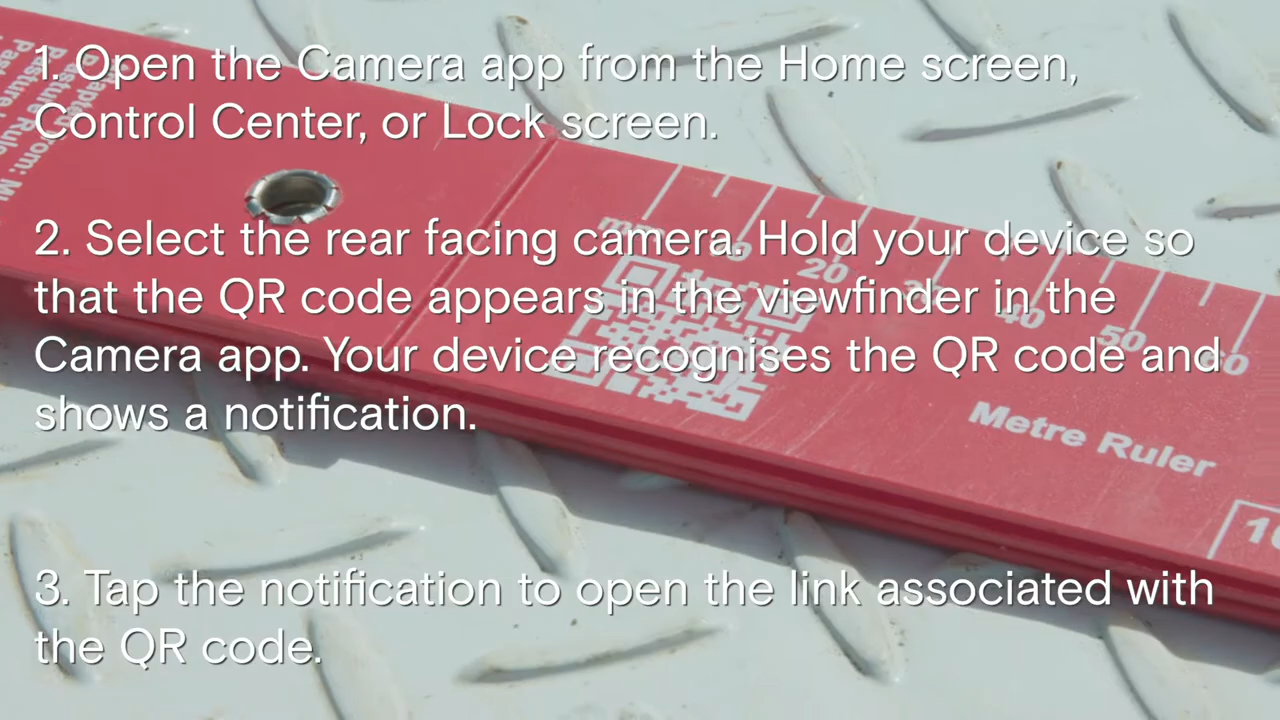 1. Open the Camera app from the Home screen,
Control Center, or Lock screen.
2. Select the rear facing camera. Hold your device so
that the QR code appears in the viewfinder in the
Camera app. Your device recognises the QR code and
shows a notification.
3. Tap the notification to open the link associated with
the QR code.
20
40
50
Metre Ruler